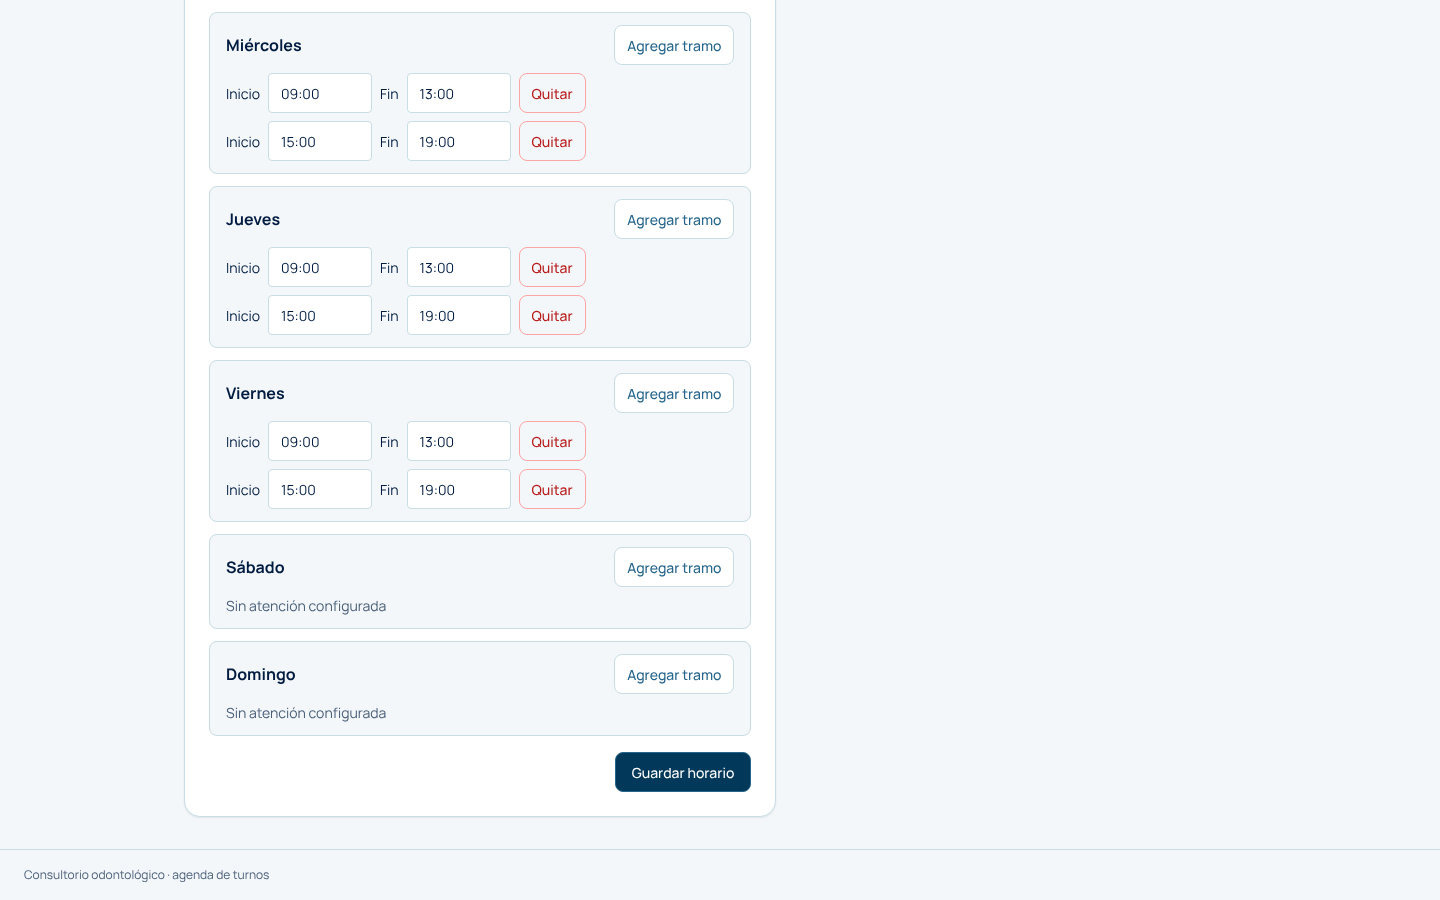 Miércoles Agregar tramo
Inicio 09:00 Fin 13:00 Quitar
Inicio 15:00 Fin 19:00 Quitar
Jueves Agregar tramo
Inicio 09:00 Fin 13:00 Quitar
Inicio 15:00 Fin 19:00 Quitar
Viernes Agregar tramo
Inicio 09:00 Fin 13:00 Quitar
Inicio 15:00 Fin 19:00 Quitar
Sábado Agregar tramo
Sin atención configurada
Domingo Agregar tramo
Sin atención configurada
Guardar horario
Consultorio odontológico · agenda de turnos